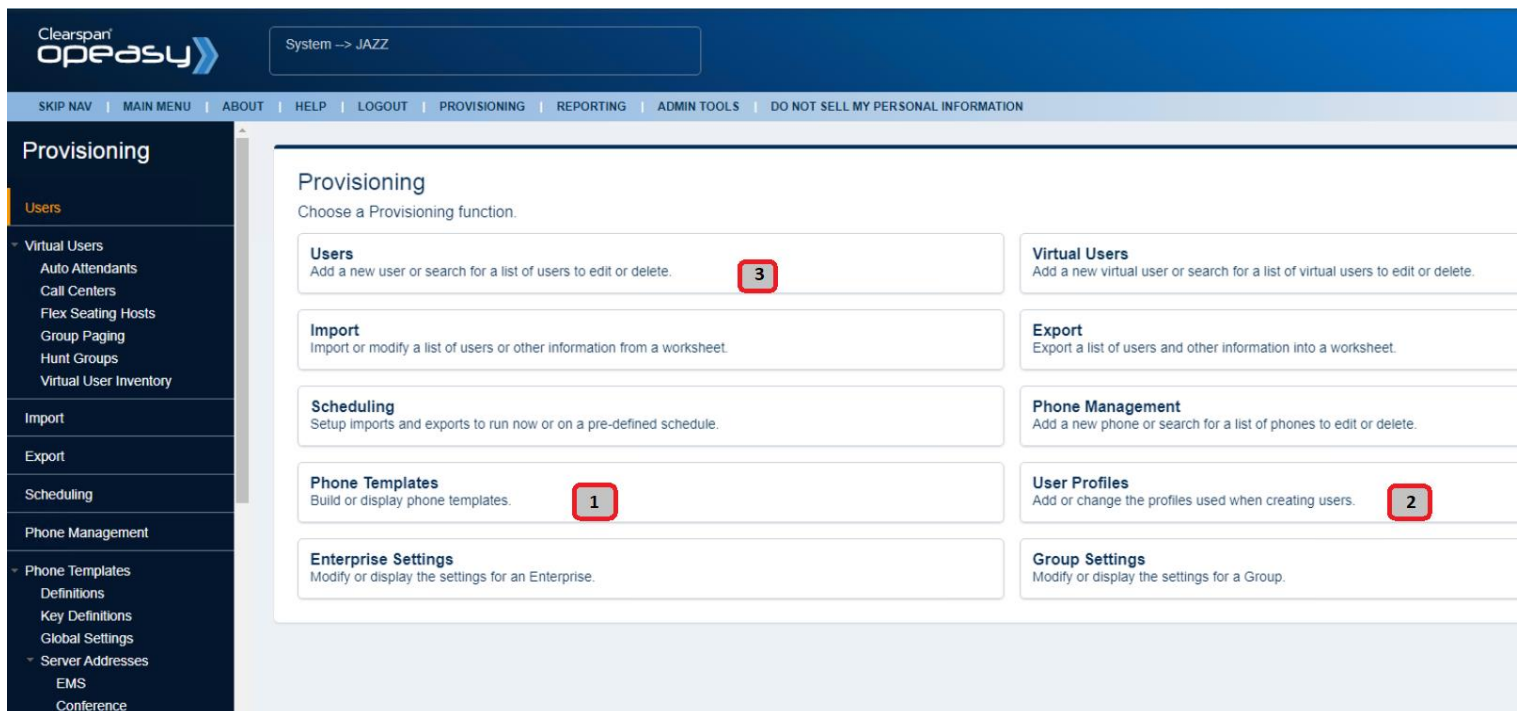 Clearspan
opeasy
System --> JAZZ
SKIP NAV | MAIN MENU | ABOUT | HELP | LOGOUT | PROVISIONING | REPORTING | ADMIN TOOLS | DO NOT SELL MY PERSONAL INFORMATION
Provisioning
Users
Virtual Users
Auto Attendants
Call Centers
Flex Seating Hosts
Group Paging
Hunt Groups
Virtual User Inventory
Import
Export
Scheduling
Phone Management
Phone Templates
Definitions
Key Definitions
Global Settings
Server Addresses
EMS
Conference
Provisioning
Choose a Provisioning function.
Users
Add a new user or search for a list of users to edit or delete.
3
Virtual Users
Add a new virtual user or search for a list of virtual users to edit or delete.
Import
Import or modify a list of users or other information from a worksheet.
Export
Export a list of users and other information into a worksheet.
Scheduling
Setup imports and exports to run now or on a pre-defined schedule.
Phone Management
Add a new phone or search for a list of phones to edit or delete.
Phone Templates
Build or display phone templates.
1
User Profiles
Add or change the profiles used when creating users.
2
Enterprise Settings
Modify or display the settings for an Enterprise.
Group Settings
Modify or display the settings for a Group.